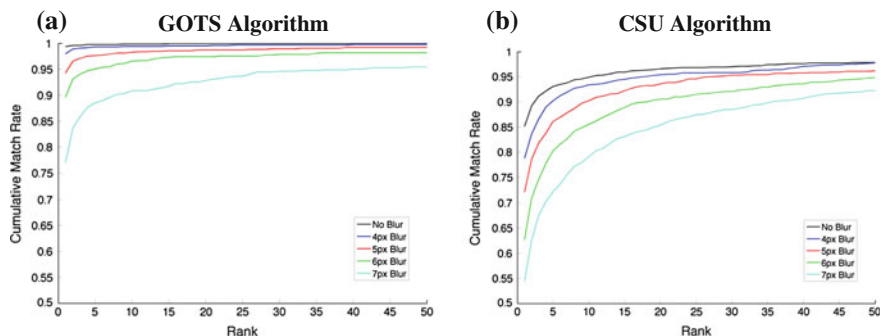 (a)
GOTS Algorithm
Cumulative Match Rate
1
0.95
0.9
0.85
0.8
0.75
0.7
0.65
0.6
0.55
0.5
No Blur
4px Blur
5px Blur
6px Blur
7px Blur
0 5 10 15 20 25 30 35 40 45 50
Rank
(b)
CSU Algorithm
Cumulative Match Rate
1
0.95
0.9
0.85
0.8
0.75
0.7
0.65
0.6
0.55
0.5
No Blur
4px Blur
5px Blur
6px Blur
7px Blur
0 5 10 15 20 25 30 35 40 45 50
Rank